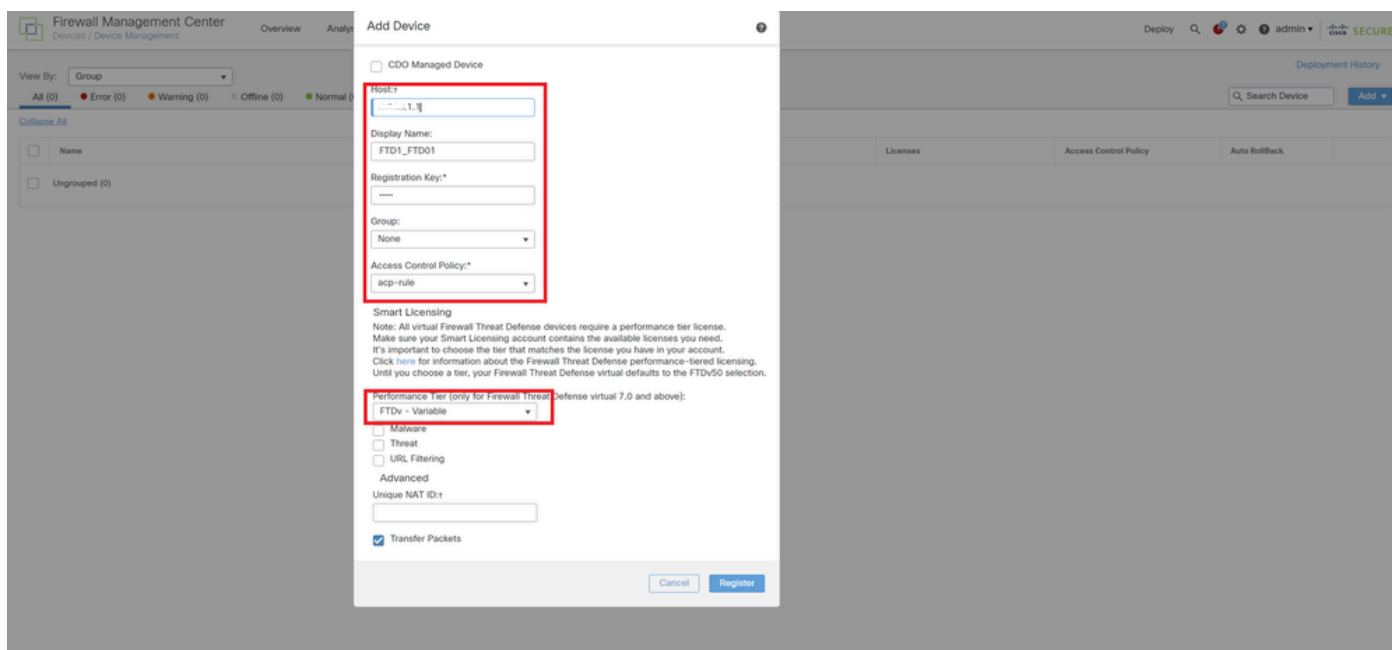 Firewall Management Center
Devices / Device Management
Overview
Analys
Add Device
Deploy
admin
cisco SECURE
CDO Managed Device
Deployment History
View By:
Group
Host:†
.1.1
All (0)
Error (0)
Warning (0)
Offline (0)
Normal (
Search Device
Add
Collapse All
Display Name:
FTD1_FTD01
Name
Licenses
Access Control Policy
Auto RollBack
Registration Key:*
·····
Ungrouped (0)
Group:
None
Access Control Policy:*
acp-rule
Smart Licensing
Note: All virtual Firewall Threat Defense devices require a performance tier license.
Make sure your Smart Licensing account contains the available licenses you need.
It's important to choose the tier that matches the license you have in your account.
Click here for information about the Firewall Threat Defense performance-tiered licensing.
Until you choose a tier, your Firewall Threat Defense virtual defaults to the FTDv50 selection.
Performance Tier (only for Firewall Threat Defense virtual 7.0 and above):
FTDv - Variable
Malware
Threat
URL Filtering
Advanced
Unique NAT ID:†
Transfer Packets
Cancel
Register